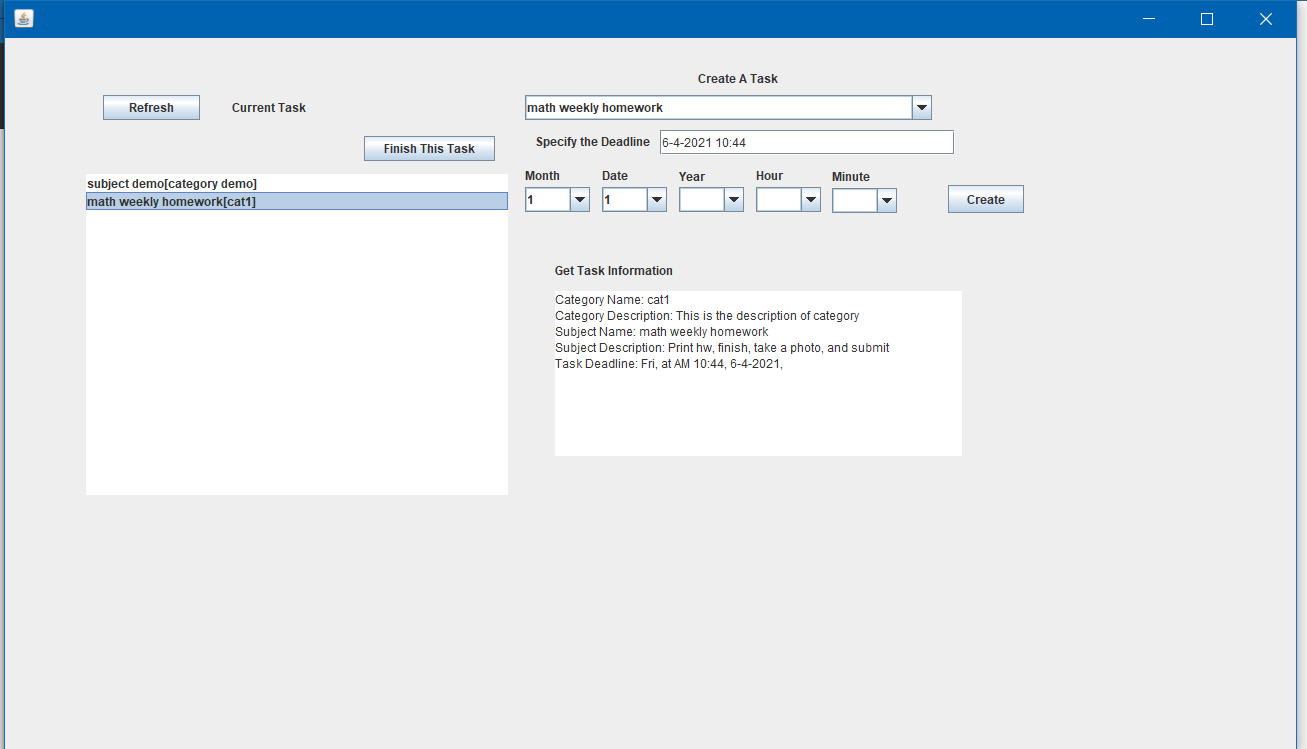 Create A Task
Refresh
Current Task
math weekly homework
Finish This Task
Specify the Deadline
6-4-2021 10:44
subject demo[category demo]
math weekly homework[cat1]
Month
Date
Year
Hour
Minute
1
1
Create
Get Task Information
Category Name: cat1
Category Description: This is the description of category
Subject Name: math weekly homework
Subject Description: Print hw, finish, take a photo, and submit
Task Deadline: Fri, at AM 10:44, 6-4-2021,